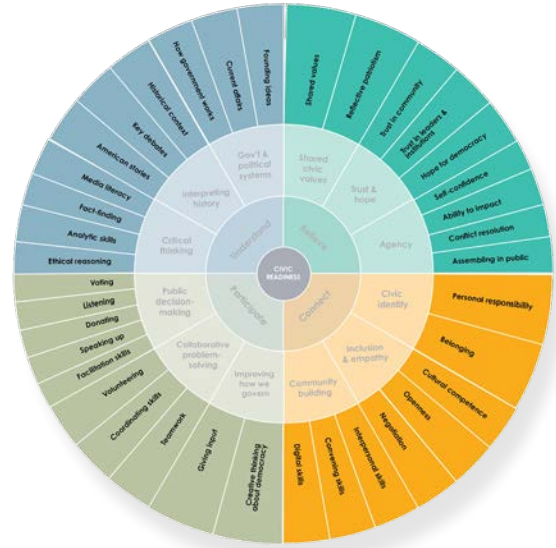 CIVIC
READINESS
Understand
Believe
Connect
Participate
Gov't &
political
systems
Interpreting
history
Critical
thinking
Shared
civic
values
Trust &
hope
Agency
Civic
identity
Inclusion
& empathy
Community
building
Improving
how we
govern
Collaborative
problem-
solving
Public
decision-
making
Founding ideas
Current affairs
How government works
Historical context
Key debates
American stories
Media literacy
Fact-finding
Analytic skills
Ethical reasoning
Shared values
Reflective patriotism
Trust in community
Trust in leaders &
institutions
Hope for democracy
Self-confidence
Ability to impact
Conflict resolution
Assembling in public
Personal responsibility
Belonging
Cultural competence
Openness
Negotiation
Interpersonal skills
Convening skills
Digital skills
Creative thinking
about democracy
Giving input
Teamwork
Coordinating skills
Volunteering
Facilitation skills
Speaking up
Donating
Listening
Voting